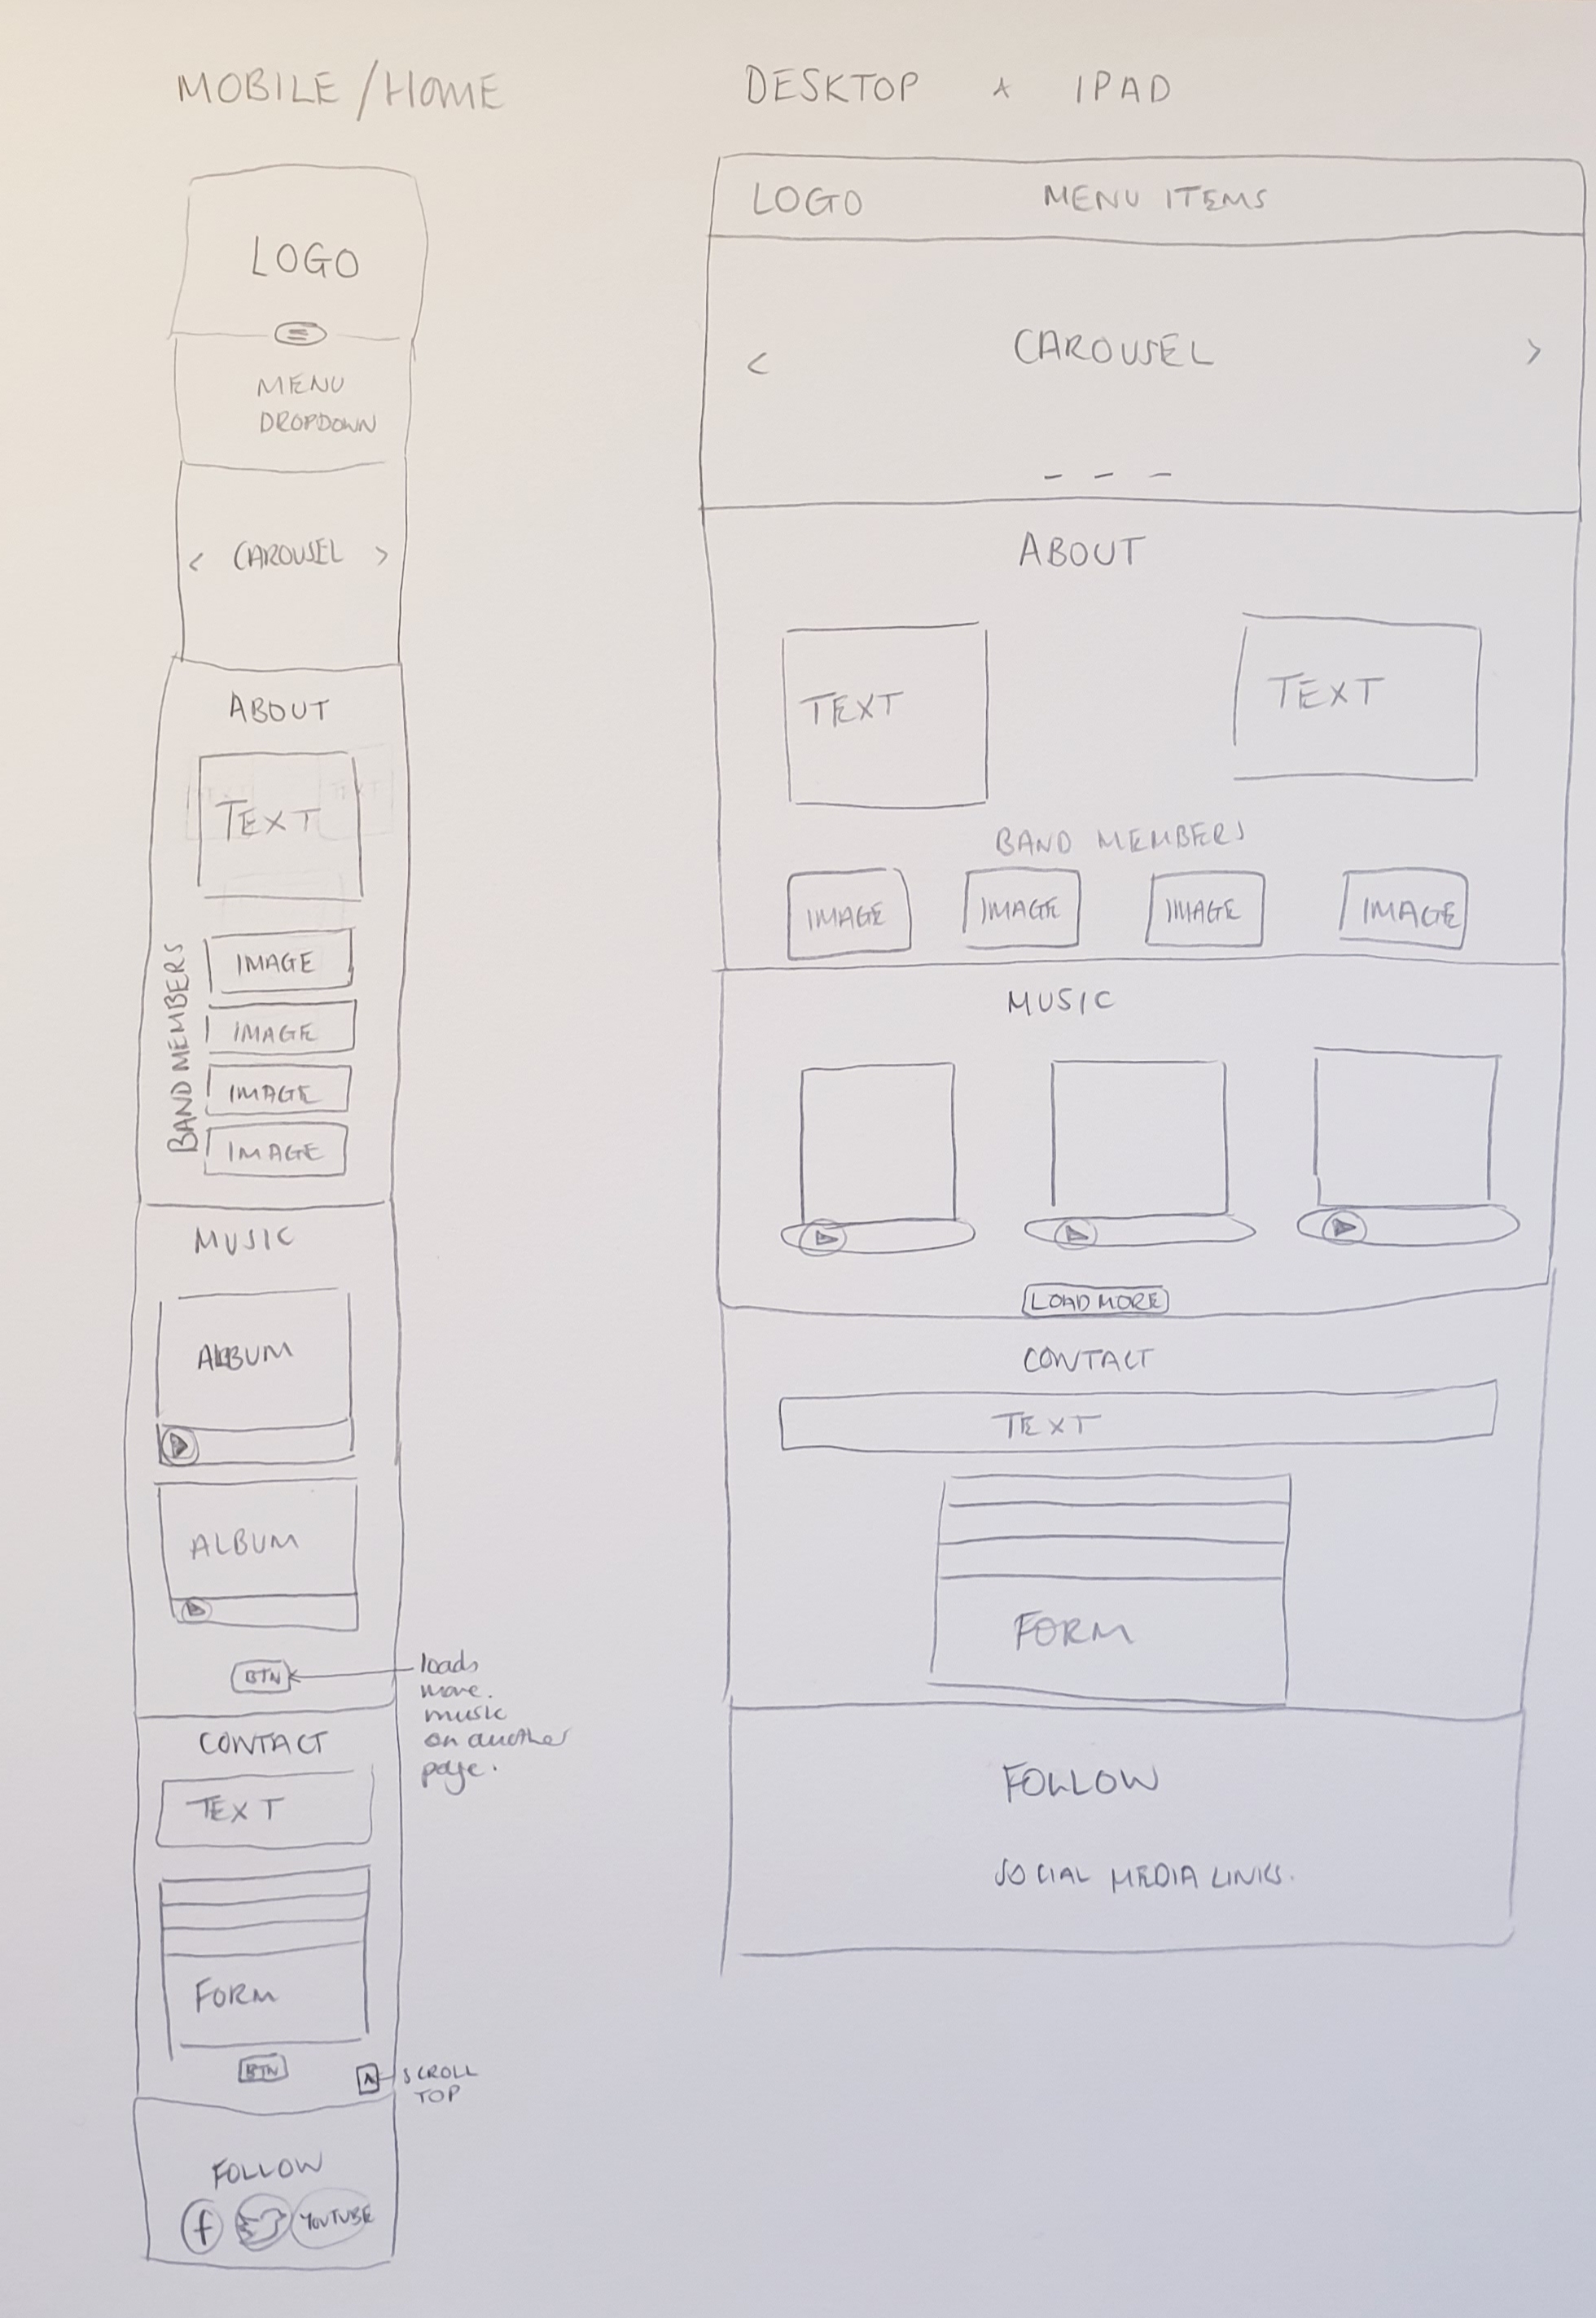 MOBILE / HOME
LOGO
MENU
DROPDOWN
< CAROUSEL >
ABOUT
TEXT
BAND MEMBERS
IMAGE
IMAGE
IMAGE
IMAGE
MUSIC
ALBUM
ALBUM
BTN
loads
more.
music
on another
page.
CONTACT
TEXT
FORM
BTN
SCROLL
TOP
FOLLOW
f YOUTUBE
DESKTOP & IPAD
LOGO MENU ITEMS
< CAROUSEL >
ABOUT
TEXT TEXT
BAND MEMBERS
IMAGE IMAGE IMAGE IMAGE
MUSIC
LOAD MORE
CONTACT
TEXT
FORM
FOLLOW
SOCIAL MEDIA LINKS.